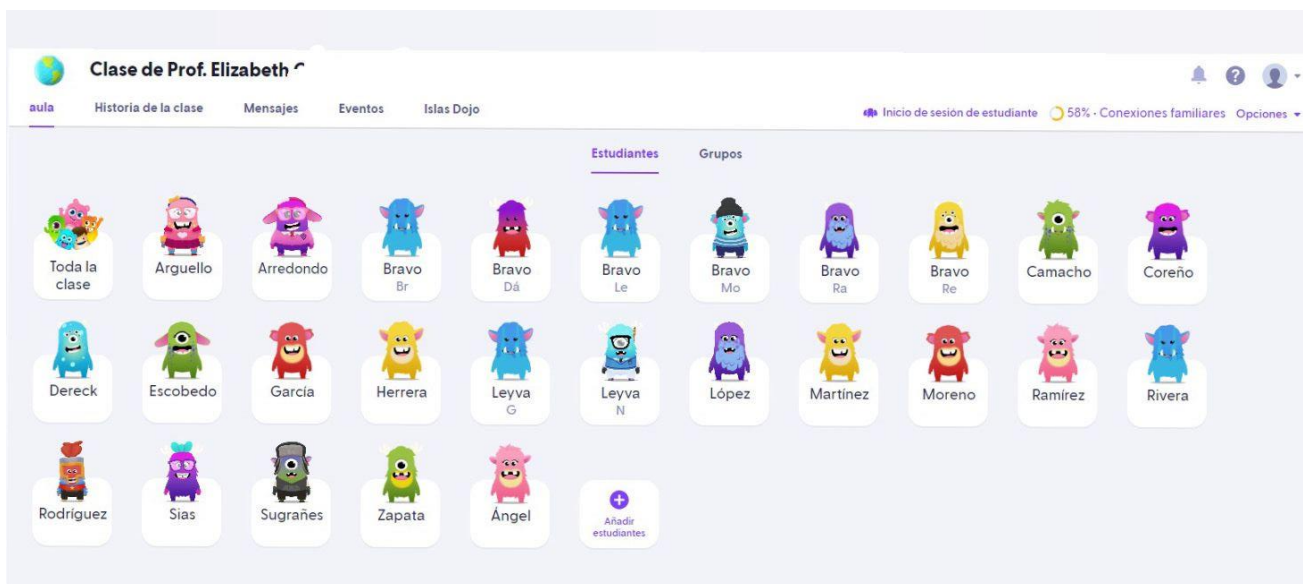 Clase de Prof. Elizabeth
aula Historia de la clase Mensajes Eventos Islas Dojo
Inicio de sesión de estudiante 58% · Conexiones familiares Opciones
Estudiantes Grupos
Toda la clase
Arguello
Arredondo
Bravo Br
Bravo Dá
Bravo Le
Bravo Mo
Bravo Ra
Bravo Re
Camacho
Coreño
Dereck
Escobedo
García
Herrera
Leyva G
Leyva N
López
Martínez
Moreno
Ramírez
Rivera
Rodríguez
Sias
Sugrañes
Zapata
Ángel
Añadir estudiantes